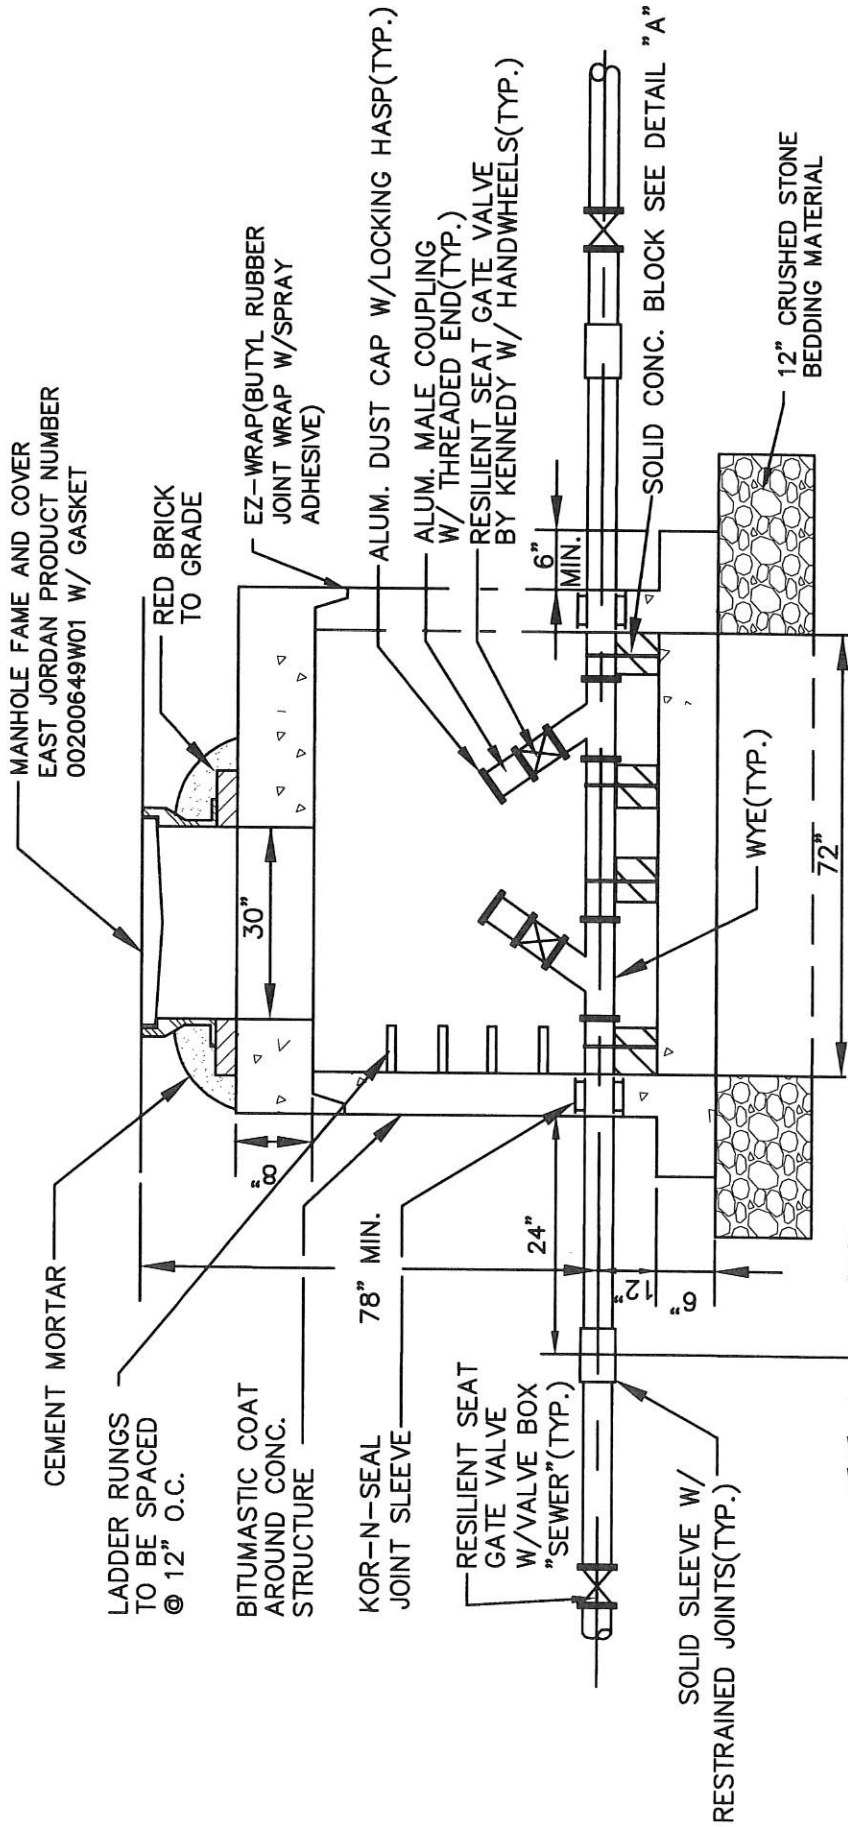 MANHOLE FAME AND COVER
EAST JORDAN PRODUCT NUMBER
00200649W01 W/ GASKET
CEMENT MORTAR
RED BRICK
TO GRADE
LADDER RUNGS
TO BE SPACED
@ 12" O.C.
EZ-WRAP(BUTYL RUBBER
JOINT WRAP W/SPRAY
ADHESIVE)
30"
8"
BITUMASTIC COAT
AROUND CONC.
STRUCTURE
ALUM. DUST CAP W/LOCKING HASP(TYP.)
ALUM. MALE COUPLING
W/ THREADED END(TYP.)
RESILIENT SEAT GATE VALVE
BY KENNEDY W/ HANDWHEELS(TYP.)
KOR-N-SEAL
JOINT SLEEVE
78" MIN.
24"
6"
MIN.
SOLID CONC. BLOCK SEE DETAIL "A"
RESILIENT SEAT
GATE VALVE
W/VALVE BOX
"SEWER"(TYP.)
12"
6"
WYE(TYP.)
12" CRUSHED STONE
BEDDING MATERIAL
72"
SOLID SLEEVE W/
RESTRAINED JOINTS(TYP.)